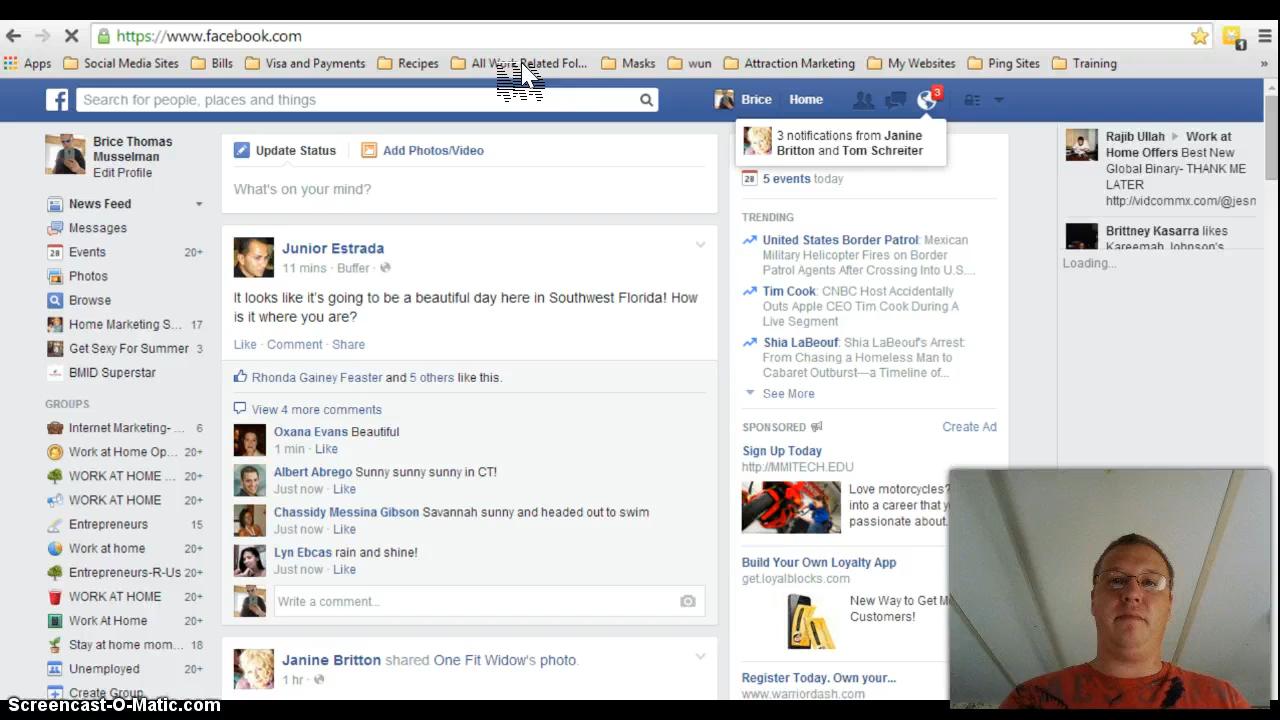 https://www.facebook.com
1
Apps Social Media Sites Bills Visa and Payments Recipes All Work Related Fol... Masks wun Attraction Marketing My Websites Ping Sites Training »
f Search for people, places and things Brice Home 3
3 notifications from Janine
Britton and Tom Schreiter
Brice Thomas
Musselman
Edit Profile
News Feed
Messages
28 Events 20+
Photos
Browse
Home Marketing S... 17
Get Sexy For Summer 3
BMID Superstar
GROUPS
Internet Marketing- ... 6
Work at Home Op... 20+
WORK AT HOME ... 20+
WORK AT HOME 20+
Entrepreneurs 15
Work at home 20+
Entrepreneurs-R-Us 20+
WORK AT HOME 20+
Work At Home 20+
Stay at home mom... 18
Unemployed 20+
Create Group
Update Status Add Photos/Video
What's on your mind?
Junior Estrada
11 mins · Buffer ·
It looks like it's going to be a beautiful day here in Southwest Florida! How
is it where you are?
Like · Comment · Share
Rhonda Gainey Feaster and 5 others like this.
View 4 more comments
Oxana Evans Beautiful
1 min · Like
Albert Abrego Sunny sunny sunny in CT!
Just now · Like
Chassidy Messina Gibson Savannah sunny and headed out to swim
Just now · Like
Lyn Ebcas rain and shine!
Just now · Like
Write a comment...
Janine Britton shared One Fit Widow's photo.
1 hr ·
28 5 events today
TRENDING
United States Border Patrol: Mexican
Military Helicopter Fires on Border
Patrol Agents After Crossing Into U.S....
Tim Cook: CNBC Host Accidentally
Outs Apple CEO Tim Cook During A
Live Segment
Shia LaBeouf: Shia LaBeouf's Arrest:
From Chasing a Homeless Man to
Cabaret Outburst—a Timeline of...
See More
SPONSORED Create Ad
Sign Up Today
http://MMITECH.EDU
Love motorcycles?
into a career that y
passionate about.
Build Your Own Loyalty App
get.loyalblocks.com
New Way to Get M
Customers!
Register Today. Own your...
www.warriordash.com
Rajib Ullah Work at
Home Offers Best New
Global Binary- THANK ME
LATER
http://vidcommx.com/@jesn
Brittney Kasarra likes
Kareemah Johnson's
Loading...
Screencast-O-Matic.com